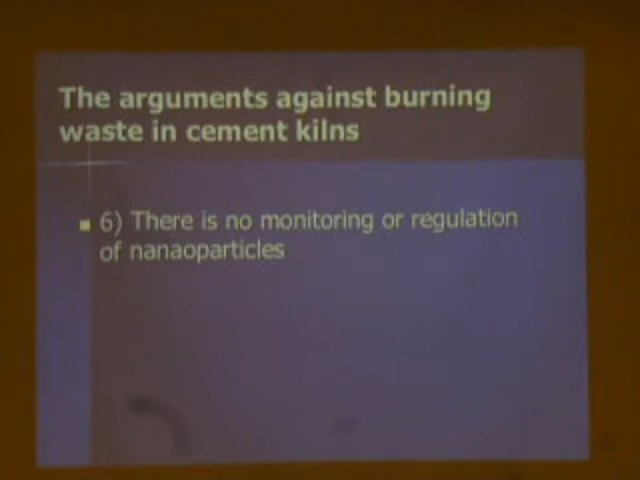 The arguments against burning
waste in cement kilns
6) There is no monitoring or regulation
of nanaoparticles